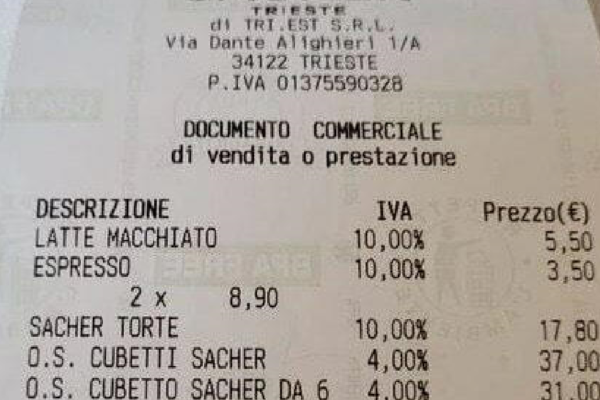 TRIESTE
di TRI.EST S.R.L.
Via Dante Alighieri 1/A
34122 TRIESTE
P.IVA 01375590328
DOCUMENTO COMMERCIALE
di vendita o prestazione
DESCRIZIONE IVA Prezzo(€)
LATTE MACCHIATO 10,00% 5,50
ESPRESSO 10,00% 3,50
2 x 8,90
SACHER TORTE 10,00% 17,80
O.S. CUBETTI SACHER 4,00% 37,00
O.S. CUBETTO SACHER DA 6 4,00% 31,00